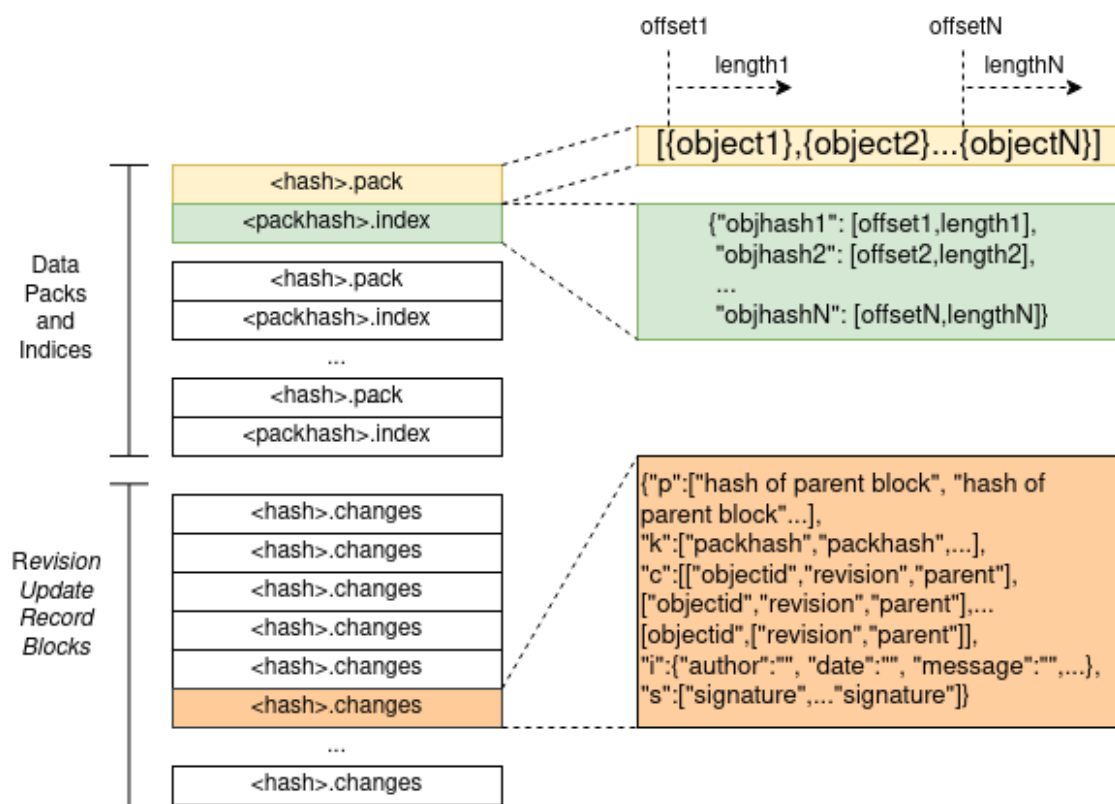 offset1
offsetN
length1
lengthN
[{object1},{object2}...{objectN}]
<hash>.pack
<packhash>.index
{"objhash1": [offset1,length1],
"objhash2": [offset2,length2],
...
"objhashN": [offsetN,lengthN]}
Data
Packs
and
Indices
<hash>.pack
<packhash>.index
...
<hash>.pack
<packhash>.index
Revision
Update
Record
Blocks
<hash>.changes
<hash>.changes
<hash>.changes
<hash>.changes
<hash>.changes
<hash>.changes
...
<hash>.changes
{"p":["hash of parent block", "hash of
parent block"...],
"k":["packhash","packhash",...],
"c":[["objectid","revision","parent"],
["objectid","revision","parent"],...
[objectid",["revision","parent"]],
"i":{"author":"", "date":"", "message":"",...},
"s":["signature",..."signature"]}